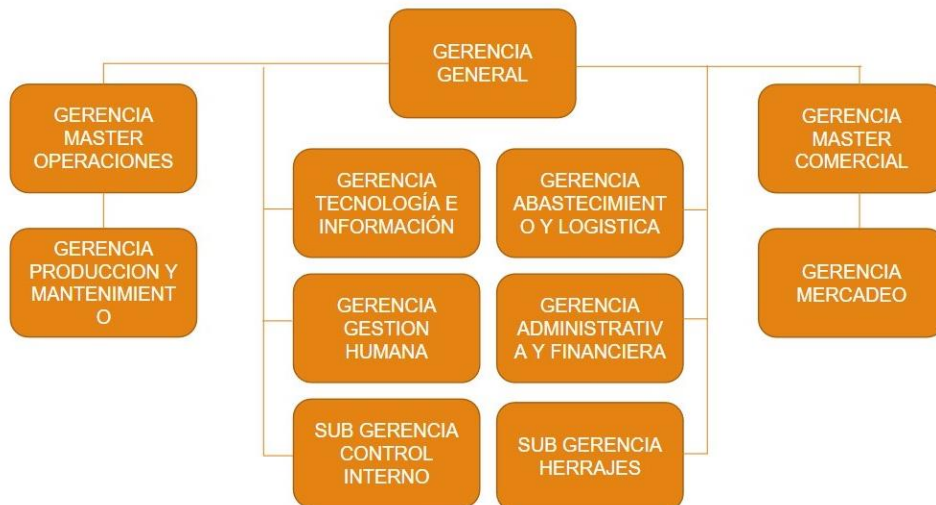 GERENCIA
GENERAL
GERENCIA
MASTER
OPERACIONES
GERENCIA
MASTER
COMERCIAL
GERENCIA
TECNOLOGÍA E
INFORMACIÓN
GERENCIA
ABASTECIMIENT
O Y LOGISTICA
GERENCIA
PRODUCCION Y
MANTENIMIENT
O
GERENCIA
MERCADEO
GERENCIA
GESTION
HUMANA
GERENCIA
ADMINISTRATIV
A Y FINANCIERA
SUB GERENCIA
CONTROL
INTERNO
SUB GERENCIA
HERRAJES